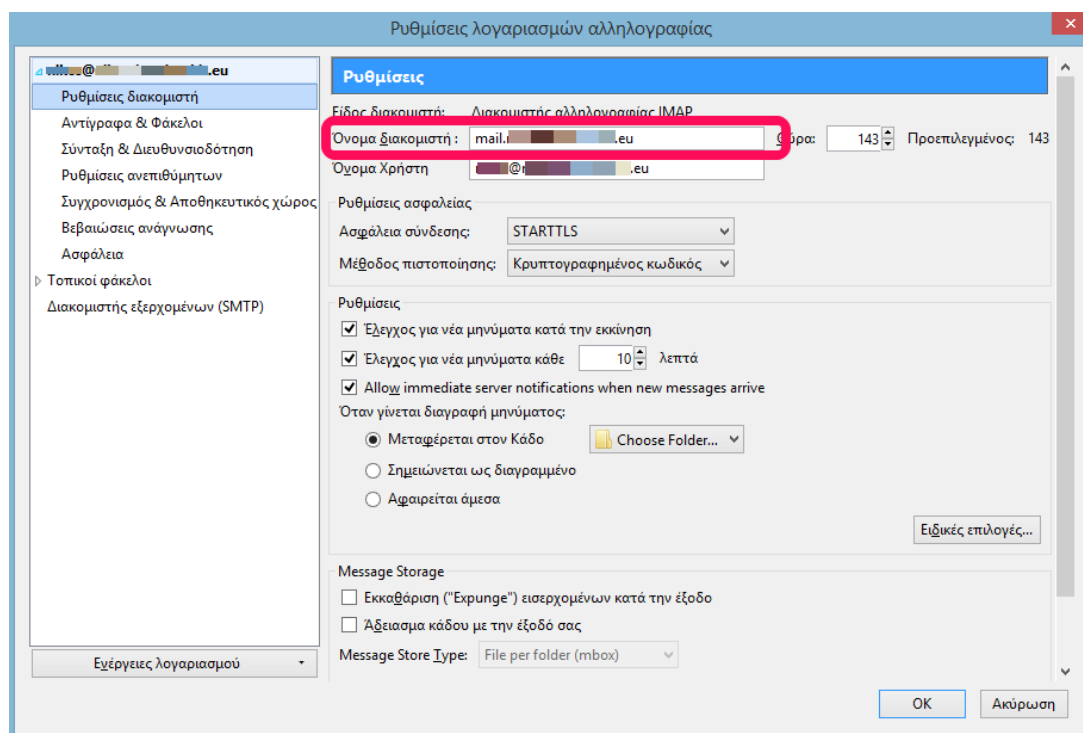 Ρυθμίσεις λογαριασμών αλληλογραφίας
@ .eu
Ρυθμίσεις διακομιστή
Αντίγραφα & Φάκελοι
Σύνταξη & Διευθυνσιοδότηση
Ρυθμίσεις ανεπιθύμητων
Συγχρονισμός & Αποθηκευτικός χώρος
Βεβαιώσεις ανάγνωσης
Ασφάλεια
Τοπικοί φάκελοι
Διακομιστής εξερχομένων (SMTP)
Ενέργειες λογαριασμού
Ρυθμίσεις
Είδος διακομιστή: Διακομιστής αλληλογραφίας IMAP
Όνομα διακομιστή : mail. .eu Θύρα: 143 Προεπιλεγμένος: 143
Όνομα Χρήστη @ .eu
Ρυθμίσεις ασφαλείας
Ασφάλεια σύνδεσης: STARTTLS
Μέθοδος πιστοποίησης: Κρυπτογραφημένος κωδικός
Ρυθμίσεις
Έλεγχος για νέα μηνύματα κατά την εκκίνηση
Έλεγχος για νέα μηνύματα κάθε 10 λεπτά
Allow immediate server notifications when new messages arrive
Όταν γίνεται διαγραφή μηνύματος:
Μεταφέρεται στον Κάδο Choose Folder...
Σημειώνεται ως διαγραμμένο
Αφαιρείται άμεσα
Ειδικές επιλογές...
Message Storage
Εκκαθάριση ("Expunge") εισερχομένων κατά την έξοδο
Άδειασμα κάδου με την έξοδό σας
Message Store Type: File per folder (mbox)
OK Ακύρωση